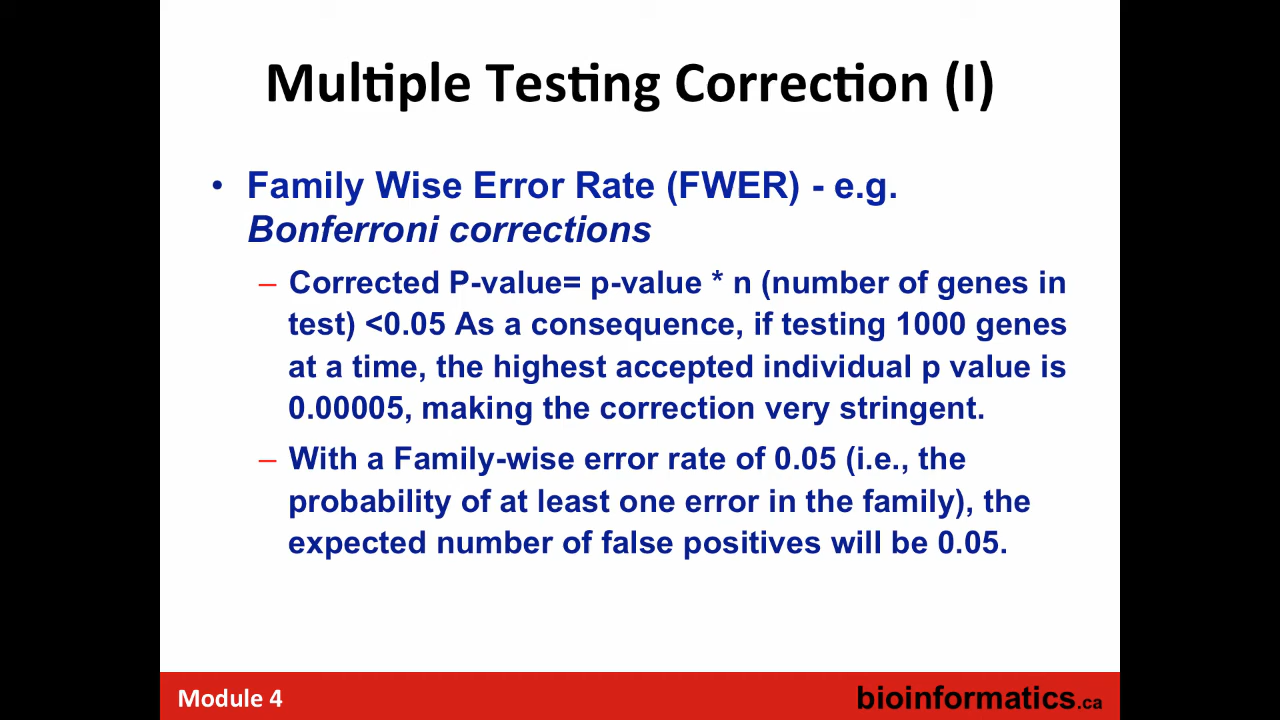 Multiple Testing Correction (I)
• Family Wise Error Rate (FWER) - e.g.
Bonferroni corrections
– Corrected P-value= p-value * n (number of genes in
test) <0.05 As a consequence, if testing 1000 genes
at a time, the highest accepted individual p value is
0.00005, making the correction very stringent.
– With a Family-wise error rate of 0.05 (i.e., the
probability of at least one error in the family), the
expected number of false positives will be 0.05.
Module 4
bioinformatics.ca